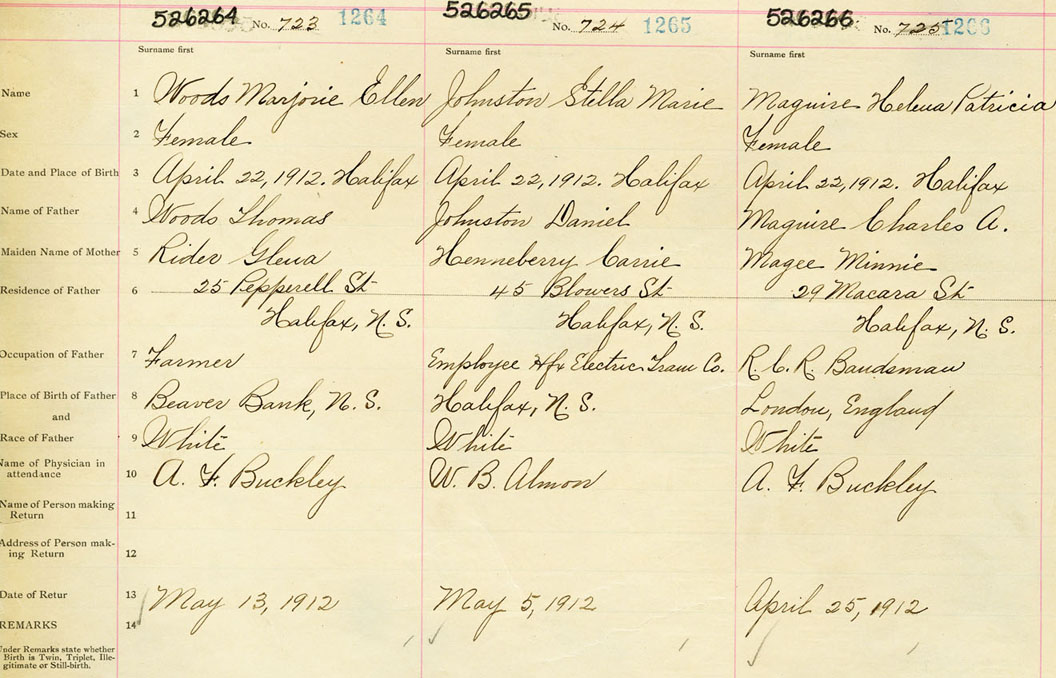 526264 No. 723 1264 526265 No. 724 1265 526266 No. 725 1266
Surname first Surname first Surname first
Name 1 Woods Marjorie Ellen Johnston Stella Marie Maguire Helena Patricia
Sex 2 Female Female Female
Date and Place of Birth 3 April 22, 1912. Halifax April 22, 1912. Halifax April 22, 1912. Halifax
Name of Father 4 Woods Thomas Johnston Daniel Maguire Charles A.
Maiden Name of Mother 5 Rider Glena Henneberry Carrie Magee Minnie
Residence of Father 6 25 Pepperell St 45 Blowers St 29 Macara St
Halifax, N. S. Halifax, N. S. Halifax, N. S.
Occupation of Father 7 Farmer Employee Hfx Electric Tram Co. R. C. R. Bandsman
Place of Birth of Father 8 Beaver Bank, N. S. Halifax, N. S. London, England
and
Race of Father 9 White White White
Name of Physician in
attendance 10 A. F. Buckley W. B. Almon A. F. Buckley
Name of Person making
Return 11
Address of Person mak-
ing Return 12
Date of Retur 13 May 13, 1912 May 5, 1912 April 25, 1912
REMARKS 14
Under Remarks state whether
Birth is Twin, Triplet, Ille-
gitimate or Still-birth.